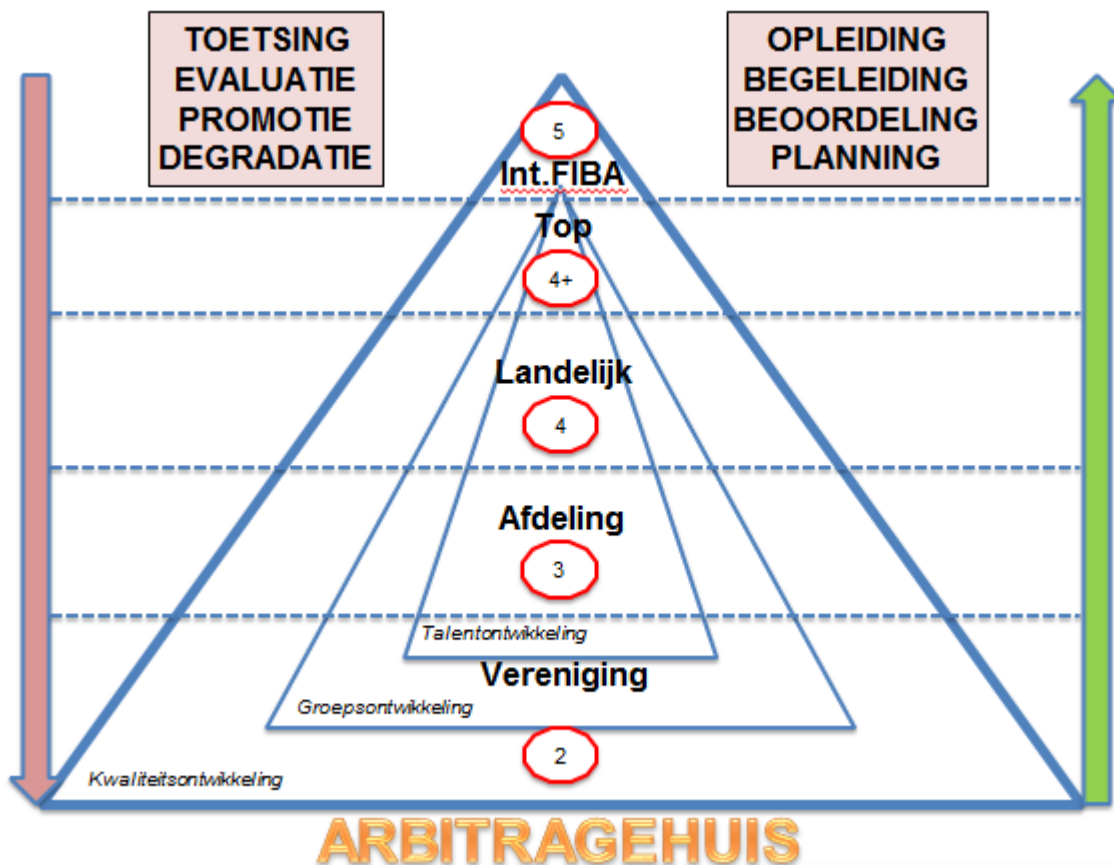 TOETSING
EVALUATIE
PROMOTIE
DEGRADATIE
OPLEIDING
BEGELEIDING
BEOORDELING
PLANNING
5
Int.FIBA
Top
4+
Landelijk
4
Afdeling
3
Talentontwikkeling
Vereniging
Groepsontwikkeling
2
Kwaliteitsontwikkeling
ARBITRAGEHUIS